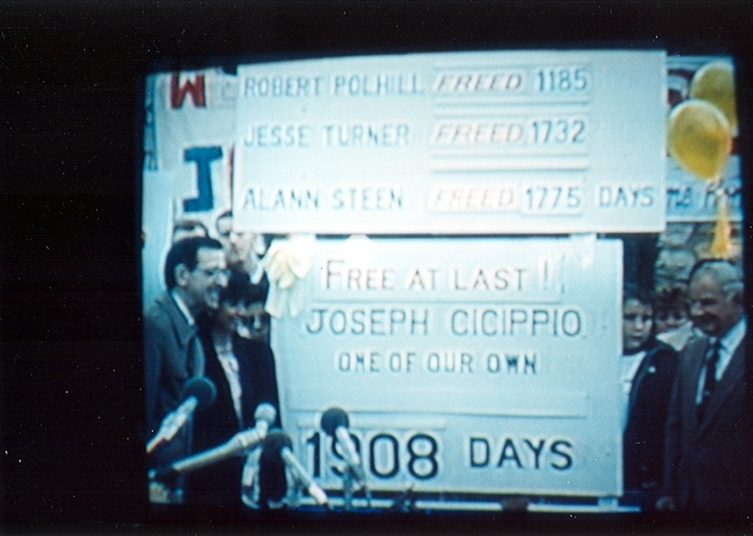 W
I
ROBERT POLHILL FREED 1185
JESSE TURNER FREED 1732
ALANN STEEN FREED 1775 DAYS
FREE AT LAST!
JOSEPH CICIPPIO
ONE OF OUR OWN
1908 DAYS